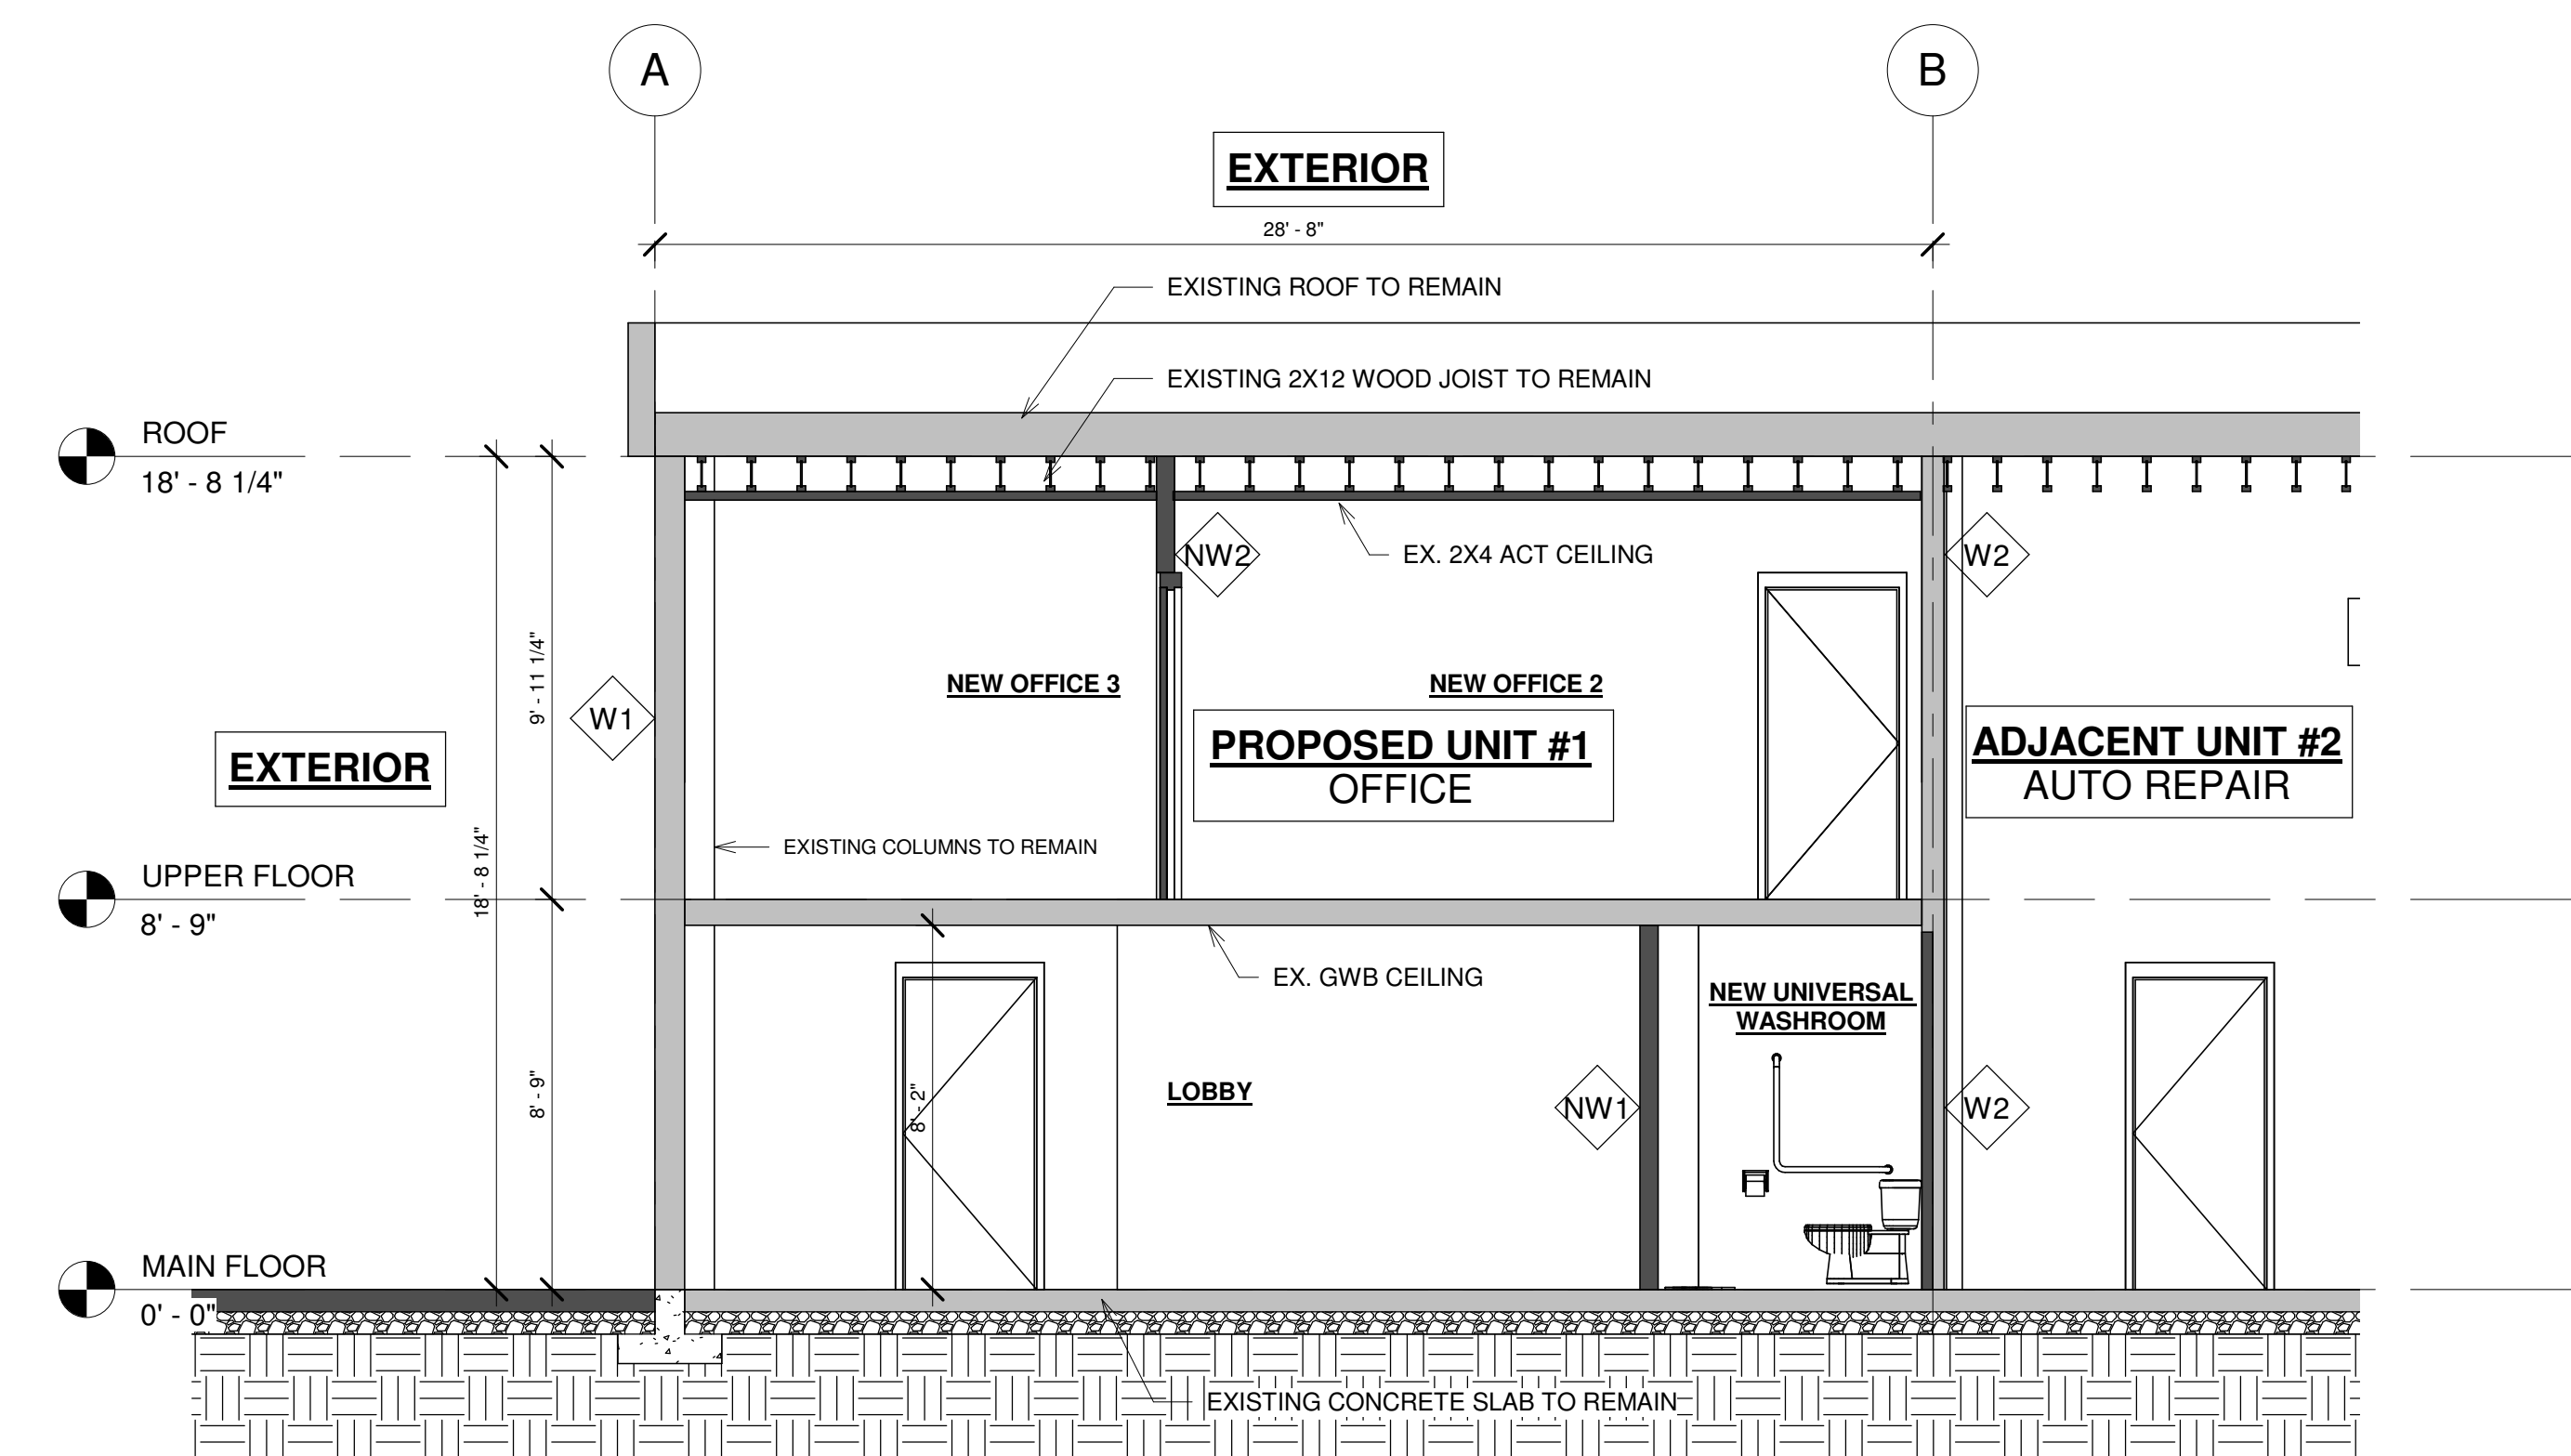 A
B
EXTERIOR
28' - 8"
EXISTING ROOF TO REMAIN
EXISTING 2X12 WOOD JOIST TO REMAIN
ROOF
18' - 8 1/4"
NW2
EX. 2X4 ACT CEILING
W2
9' - 11 1/4"
W1
NEW OFFICE 3
NEW OFFICE 2
EXTERIOR
PROPOSED UNIT #1
OFFICE
ADJACENT UNIT #2
AUTO REPAIR
18' - 8 1/4"
EXISTING COLUMNS TO REMAIN
UPPER FLOOR
8' - 9"
EX. GWB CEILING
NEW UNIVERSAL
WASHROOM
8' - 9"
8' - 2"
LOBBY
NW1
W2
MAIN FLOOR
0' - 0"
EXISTING CONCRETE SLAB TO REMAIN